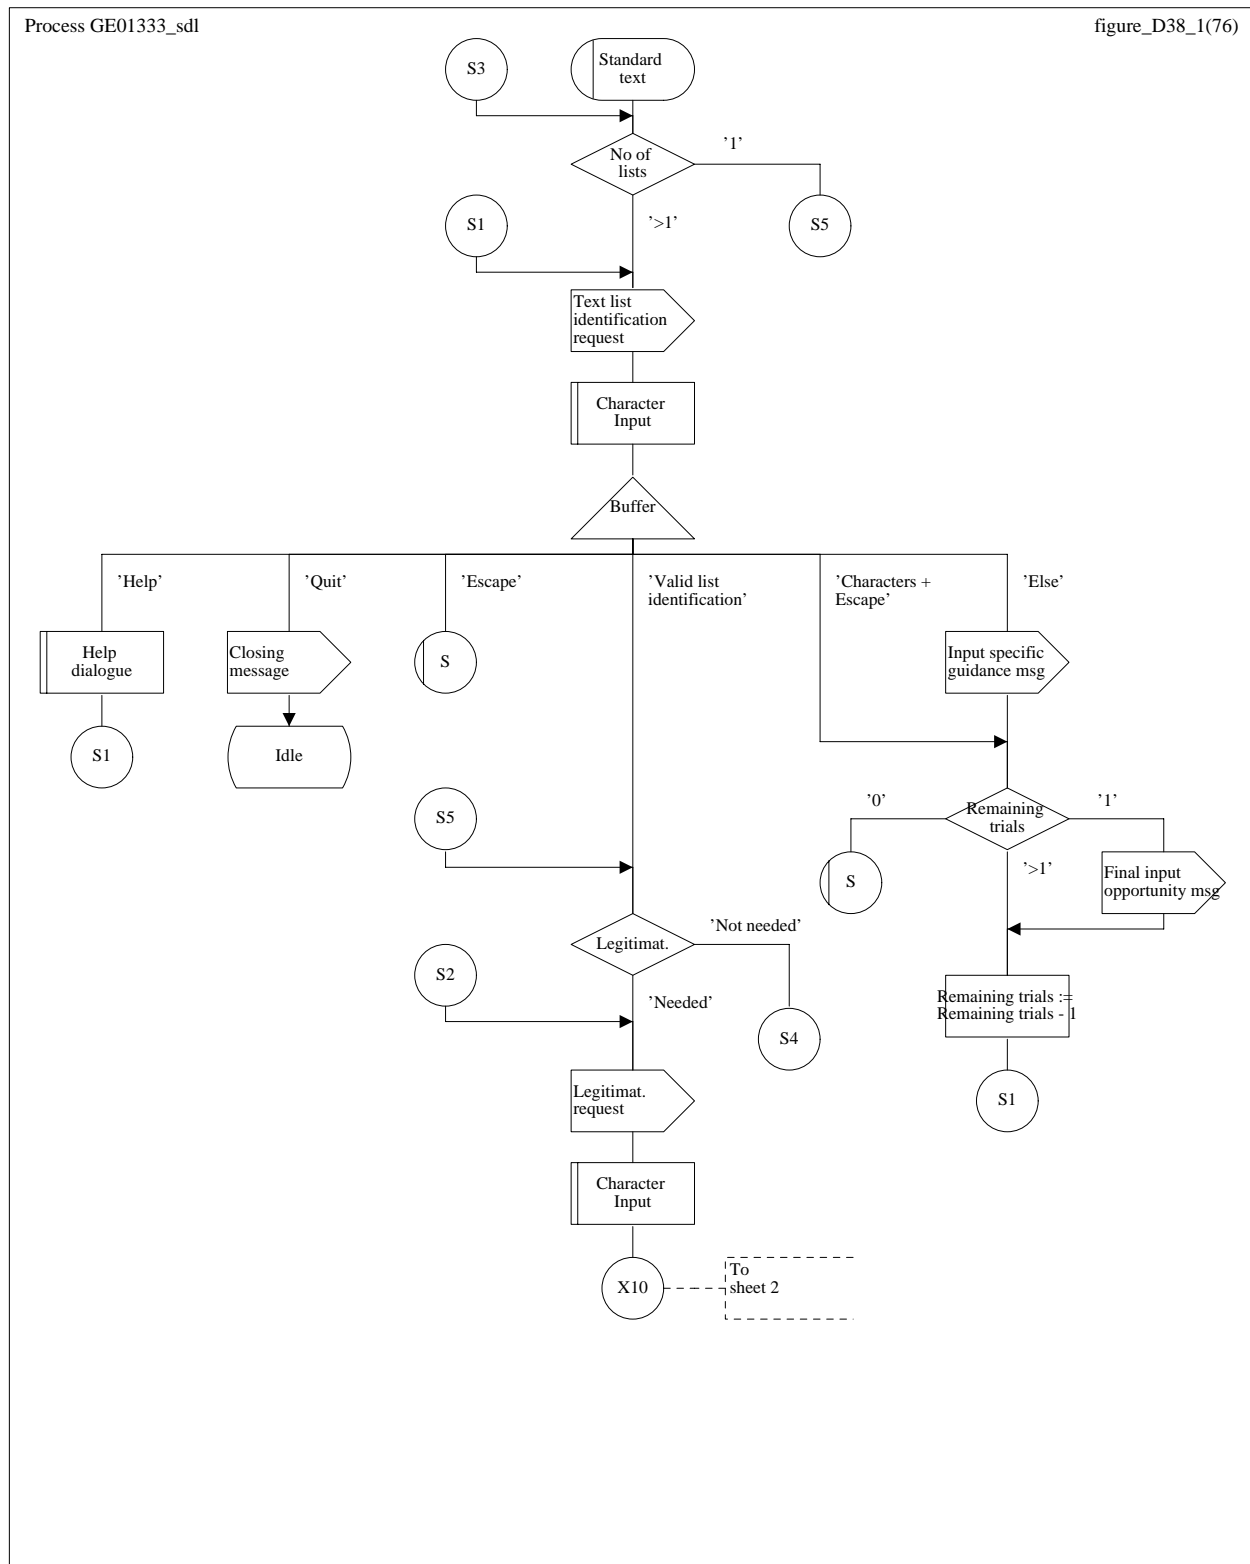 Process GE01333_sdl
figure_D38_1(76)
S3
Standard
text
’1’
No of
lists
S1
’>1’
S5
Text list
identification
request
Character
Input
Buffer
’Help’
’Quit’
’Escape’
’Valid list
identification’
’Characters +
Escape’
’Else’
Help
dialogue
Closing
message
S
Input specific
guidance msg
S1
Idle
’0’
’1’
S5
Remaining
trials
’>1’
S
Final input
opportunity msg
’Not needed’
Legitimat.
S2
’Needed’
Remaining trials :=
Remaining trials - 1
S4
Legitimat.
request
S1
Character
Input
X10
To
sheet 2